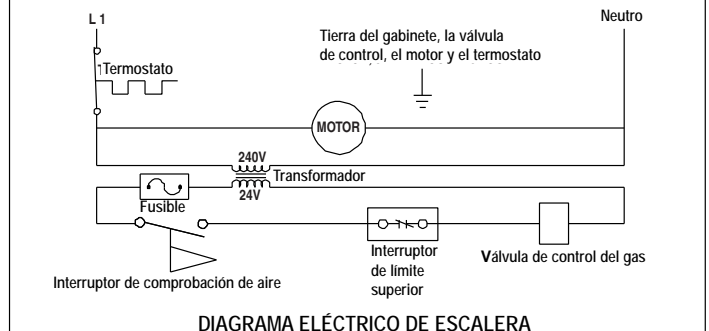 L 1
Neutro
Tierra del gabinete, la válvula
de control, el motor y el termostato
Termostato
MOTOR
240V
Transformador
24V
Fusible
Interruptor
de límite
superior
Válvula de control del gas
Interruptor de comprobación de aire
DIAGRAMA ELÉCTRICO DE ESCALERA